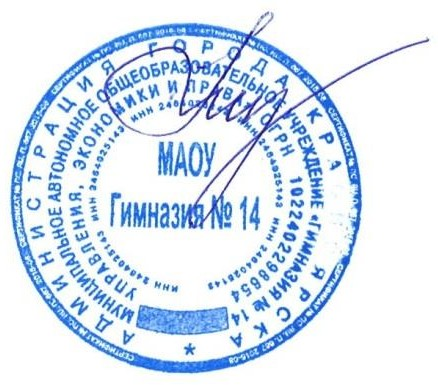 АДМИНИСТРАЦИЯ ГОРОДА КРАСНОЯРСКА *
МУНИЦИПАЛЬНОЕ АВТОНОМНОЕ ОБЩЕОБРАЗОВАТЕЛЬНОЕ УЧРЕЖДЕНИЕ «ГИМНАЗИЯ № 14
УПРАВЛЕНИЯ, ЭКОНОМИКИ И ПРАВА» ОГРН 1022402298654
МАОУ
Гимназия № 14